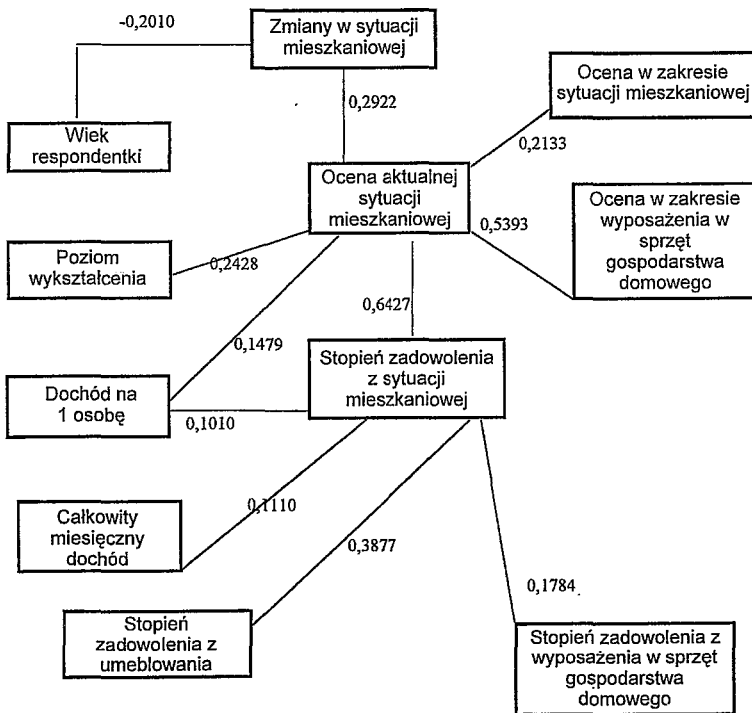 -0,2010
Zmiany w sytuacji
mieszkaniowej
0,2922
Ocena w zakresie
sytuacji mieszkaniowej
Wiek
respondentki
0,2133
Ocena aktualnej
sytuacji
mieszkaniowej
Ocena w zakresie
wyposażenia w
sprzęt
gospodarstwa
domowego
0,5393
Poziom
wykształcenia
0,2428
0,6427
0,1479
Stopień zadowolenia
z sytuacji
mieszkaniowej
Dochód na
1 osobę
0,1010
Całkowity
miesięczny
dochód
0,1110
0,3877
0,1784
Stopień
zadowolenia z
umeblowania
Stopień zadowolenia z
wyposażenia w sprzęt
gospodarstwa
domowego